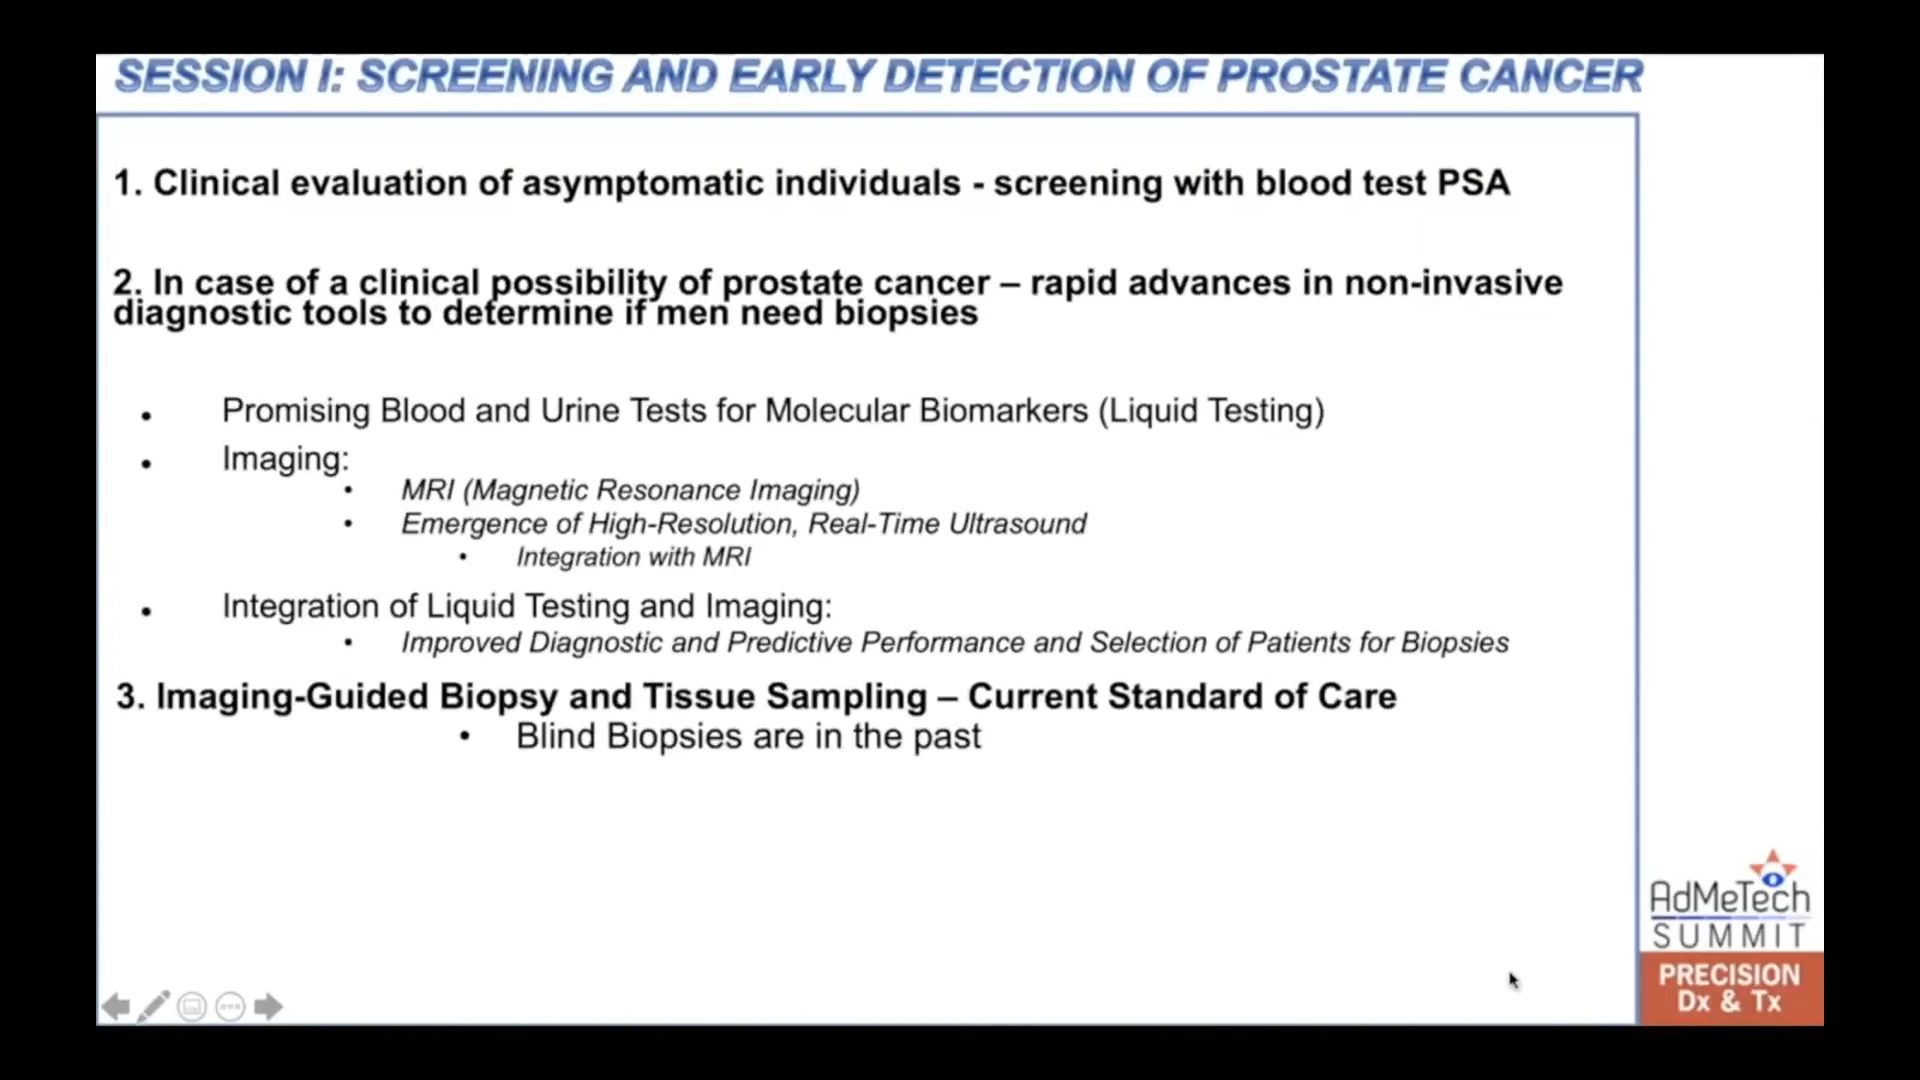 SESSION I: SCREENING AND EARLY DETECTION OF PROSTATE CANCER
1. Clinical evaluation of asymptomatic individuals - screening with blood test PSA
2. In case of a clinical possibility of prostate cancer – rapid advances in non-invasive
diagnostic tools to determine if men need biopsies
• Promising Blood and Urine Tests for Molecular Biomarkers (Liquid Testing)
• Imaging:
• MRI (Magnetic Resonance Imaging)
• Emergence of High-Resolution, Real-Time Ultrasound
• Integration with MRI
• Integration of Liquid Testing and Imaging:
• Improved Diagnostic and Predictive Performance and Selection of Patients for Biopsies
3. Imaging-Guided Biopsy and Tissue Sampling – Current Standard of Care
• Blind Biopsies are in the past
AdMeTech
SUMMIT
PRECISION
Dx & Tx